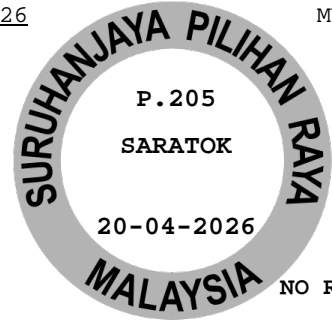 26
M
SURUHANJAYA PILIHAN RAYA
P.205
SARATOK
20-04-2026
MALAYSIA
NO R